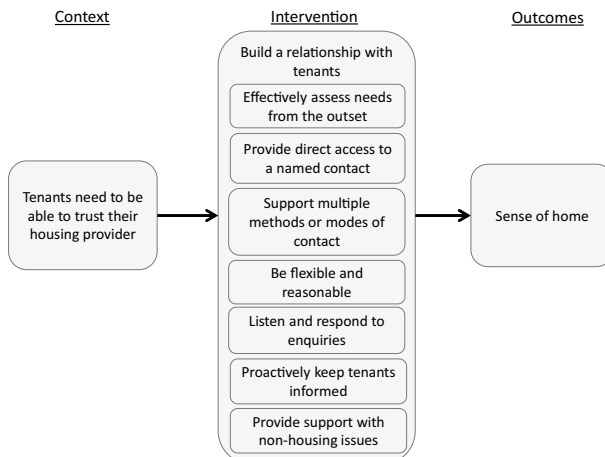 Context
Intervention
Outcomes
Tenants need to be
able to trust their
housing provider
Build a relationship with
tenants
Effectively assess needs
from the outset
Provide direct access to
a named contact
Support multiple
methods or modes of
contact
Be flexible and
reasonable
Listen and respond to
enquiries
Proactively keep tenants
informed
Provide support with
non-housing issues
Sense of home